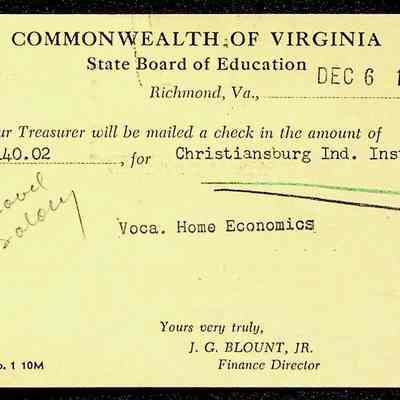 COMMONWEALTH OF VIRGINIA
State Board of Education
DEC 6 1
Richmond, Va.,
ur Treasurer will be mailed a check in the amount of
40.02, for Christiansburg Ind. Inst
Voca. Home Economics
Yours very truly,
J. G. BLOUNT, JR.
Finance Director
o. 1 10M